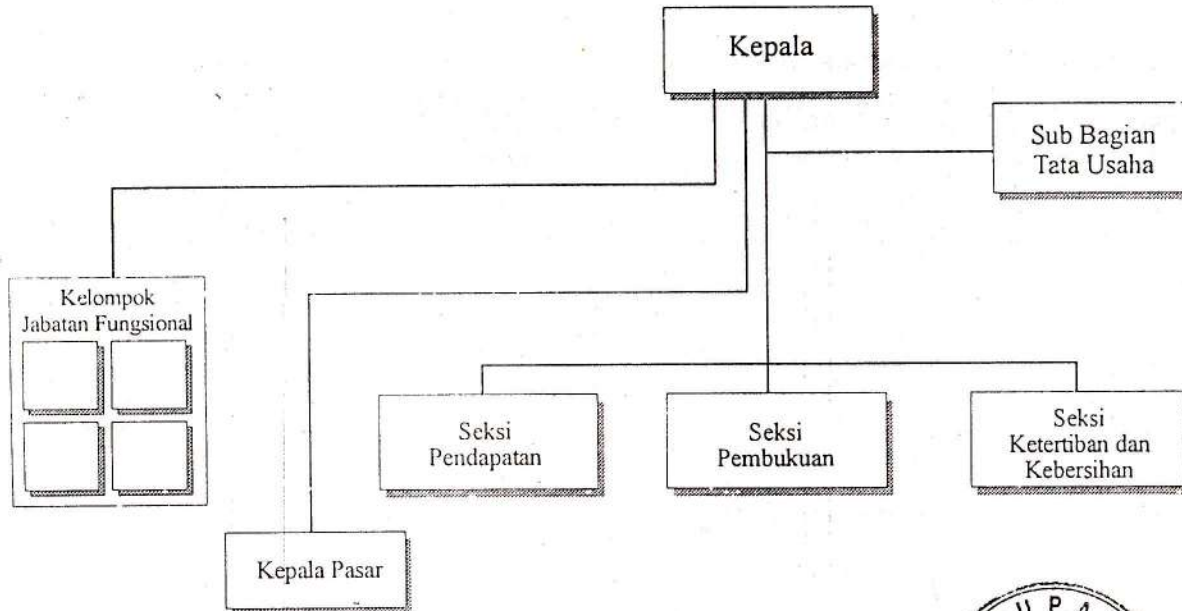 Kepala
Sub Bagian
Tata Usaha
Kelompok
Jabatan Fungsional
Seksi
Pendapatan
Seksi
Pembukuan
Seksi
Ketertiban dan
Kebersihan
Kepala Pasar